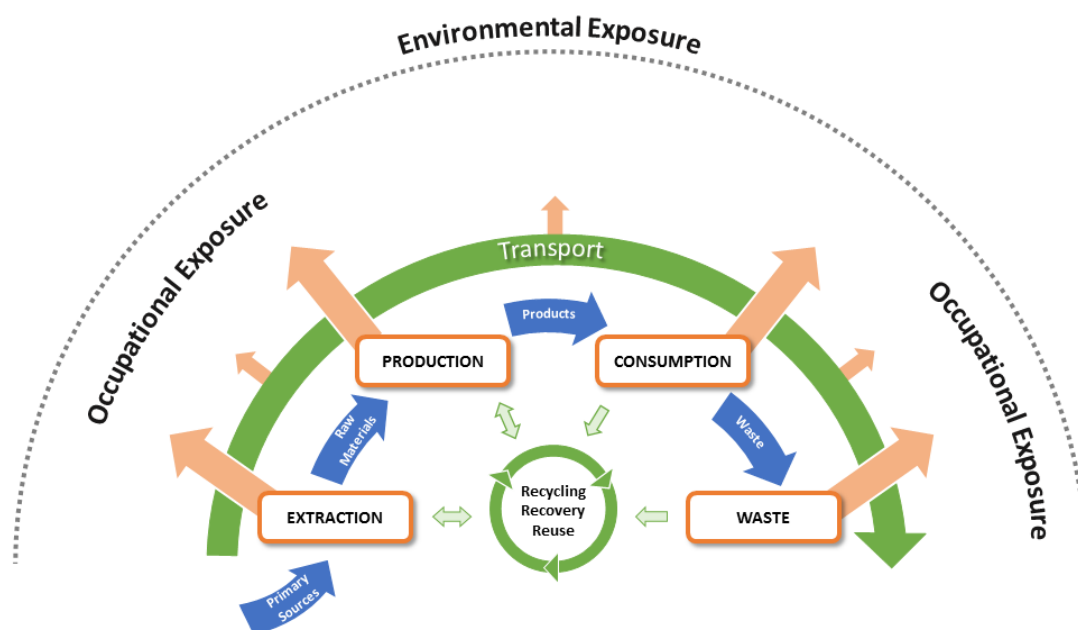 Environmental Exposure
Occupational Exposure
Occupational Exposure
Transport
Products
PRODUCTION
CONSUMPTION
Raw
Materials
Waste
Recycling
Recovery
Reuse
EXTRACTION
WASTE
Primary
Sources